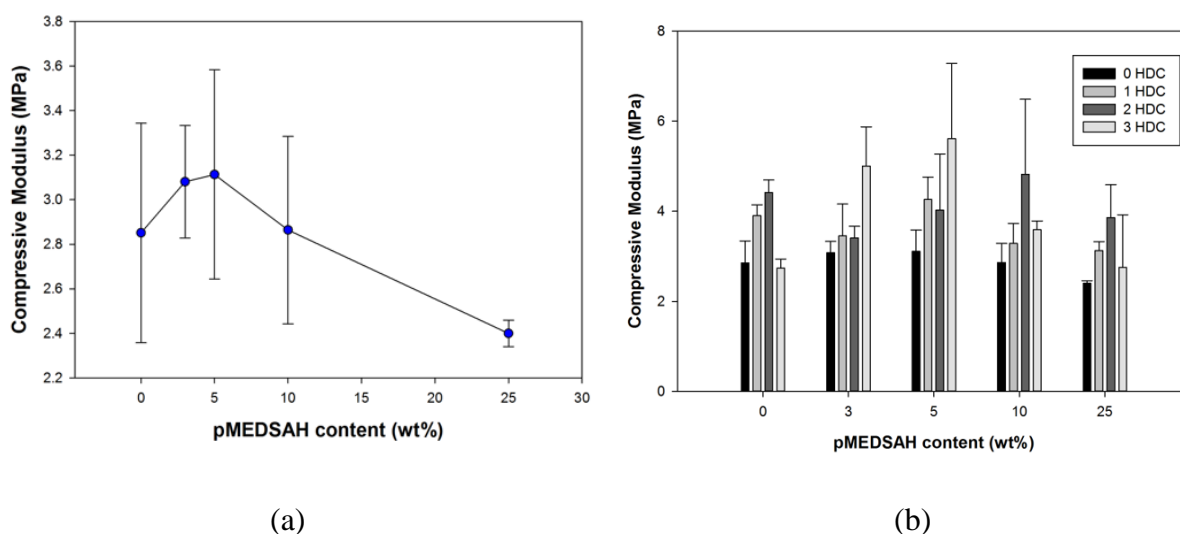 Compressive Modulus (MPa)
3.8
3.6
3.4
3.2
3.0
2.8
2.6
2.4
2.2
0 5 10 15 20 25 30
pMEDSAH content (wt%)
(a)
Compressive Modulus (MPa)
8
6
4
2
0
0 HDC
1 HDC
2 HDC
3 HDC
0 3 5 10 25
pMEDSAH content (wt%)
(b)